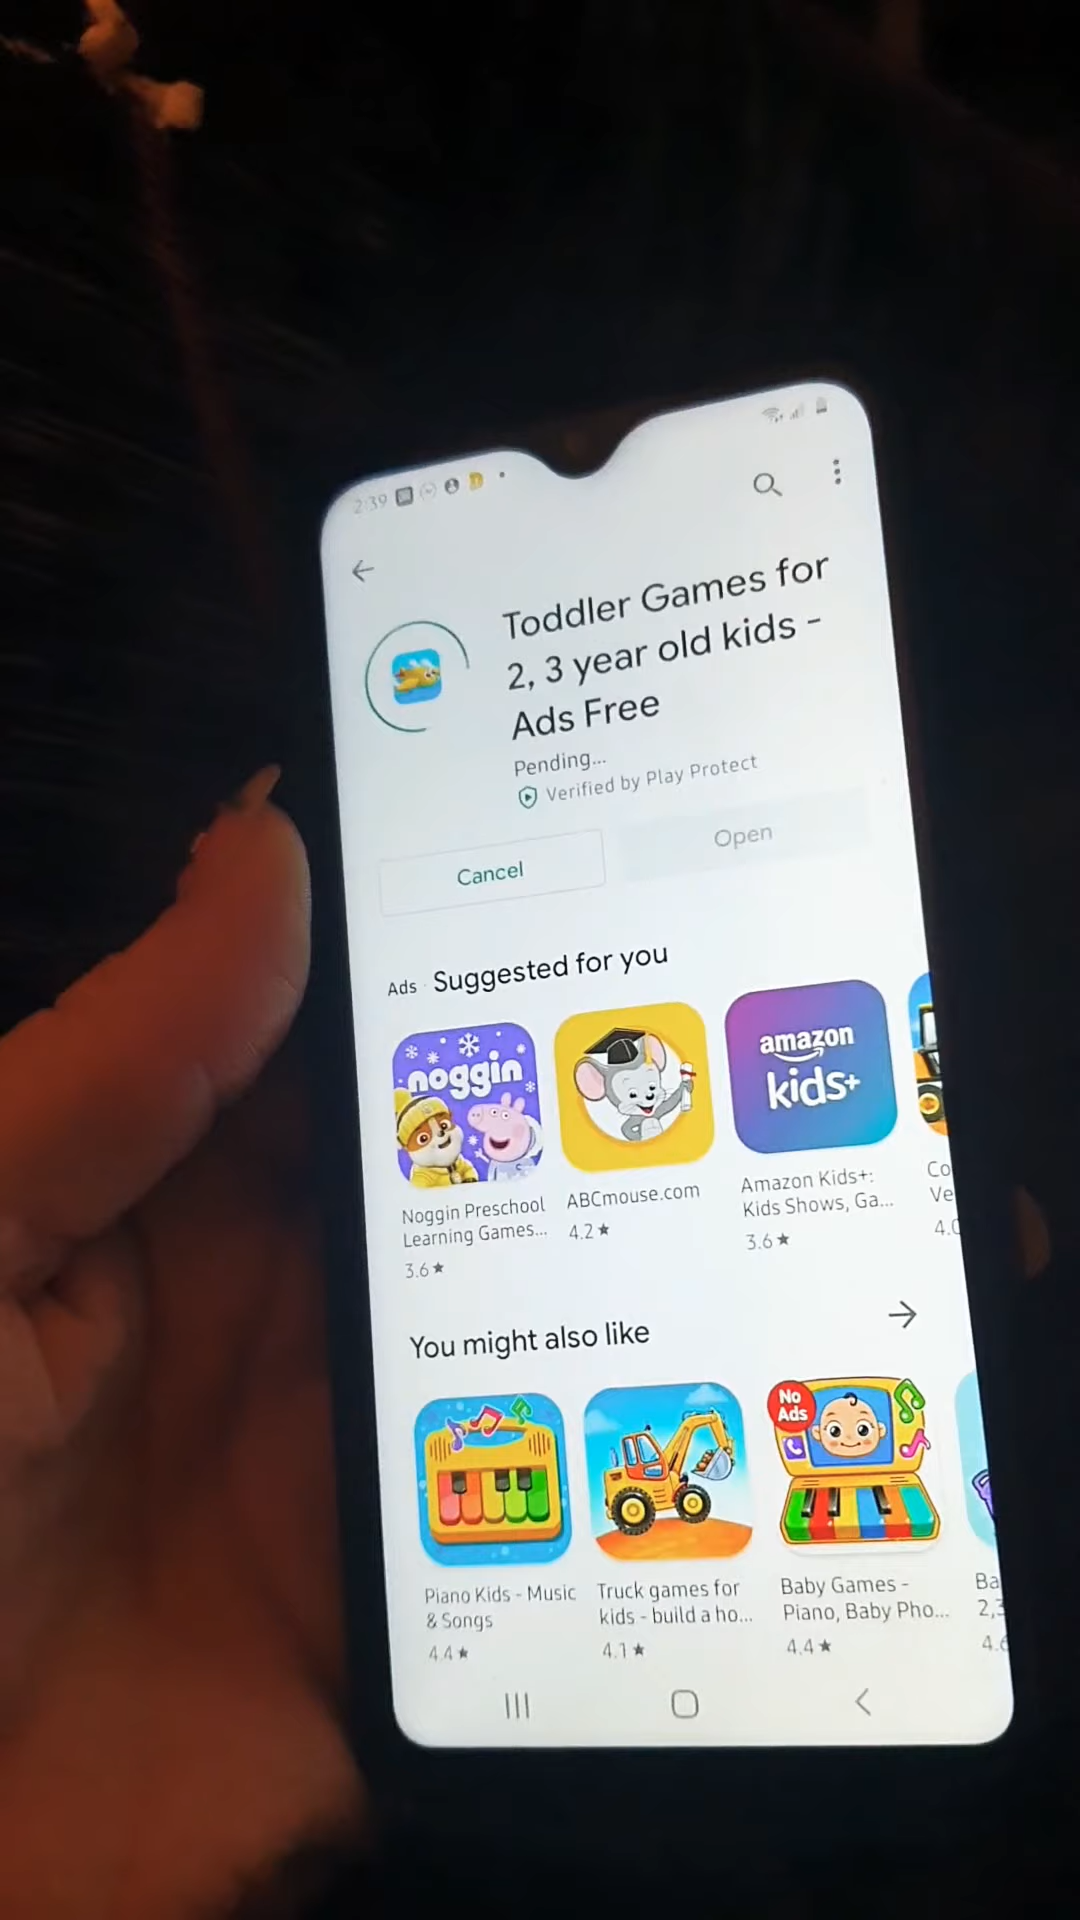 2:39
Toddler Games for
2, 3 year old kids -
Ads Free
Pending...
Verified by Play Protect
Cancel
Open
Ads · Suggested for you
noggin
amazon
kids+
Noggin Preschool
Learning Games...
3.6★
ABCmouse.com
4.2★
Amazon Kids+:
Kids Shows, Ga...
3.6★
Co
Ve
4.0
You might also like
No
Ads
Piano Kids - Music
& Songs
4.4★
Truck games for
kids - build a ho...
4.1★
Baby Games -
Piano, Baby Pho...
4.4★
Ba
2,3
4.6